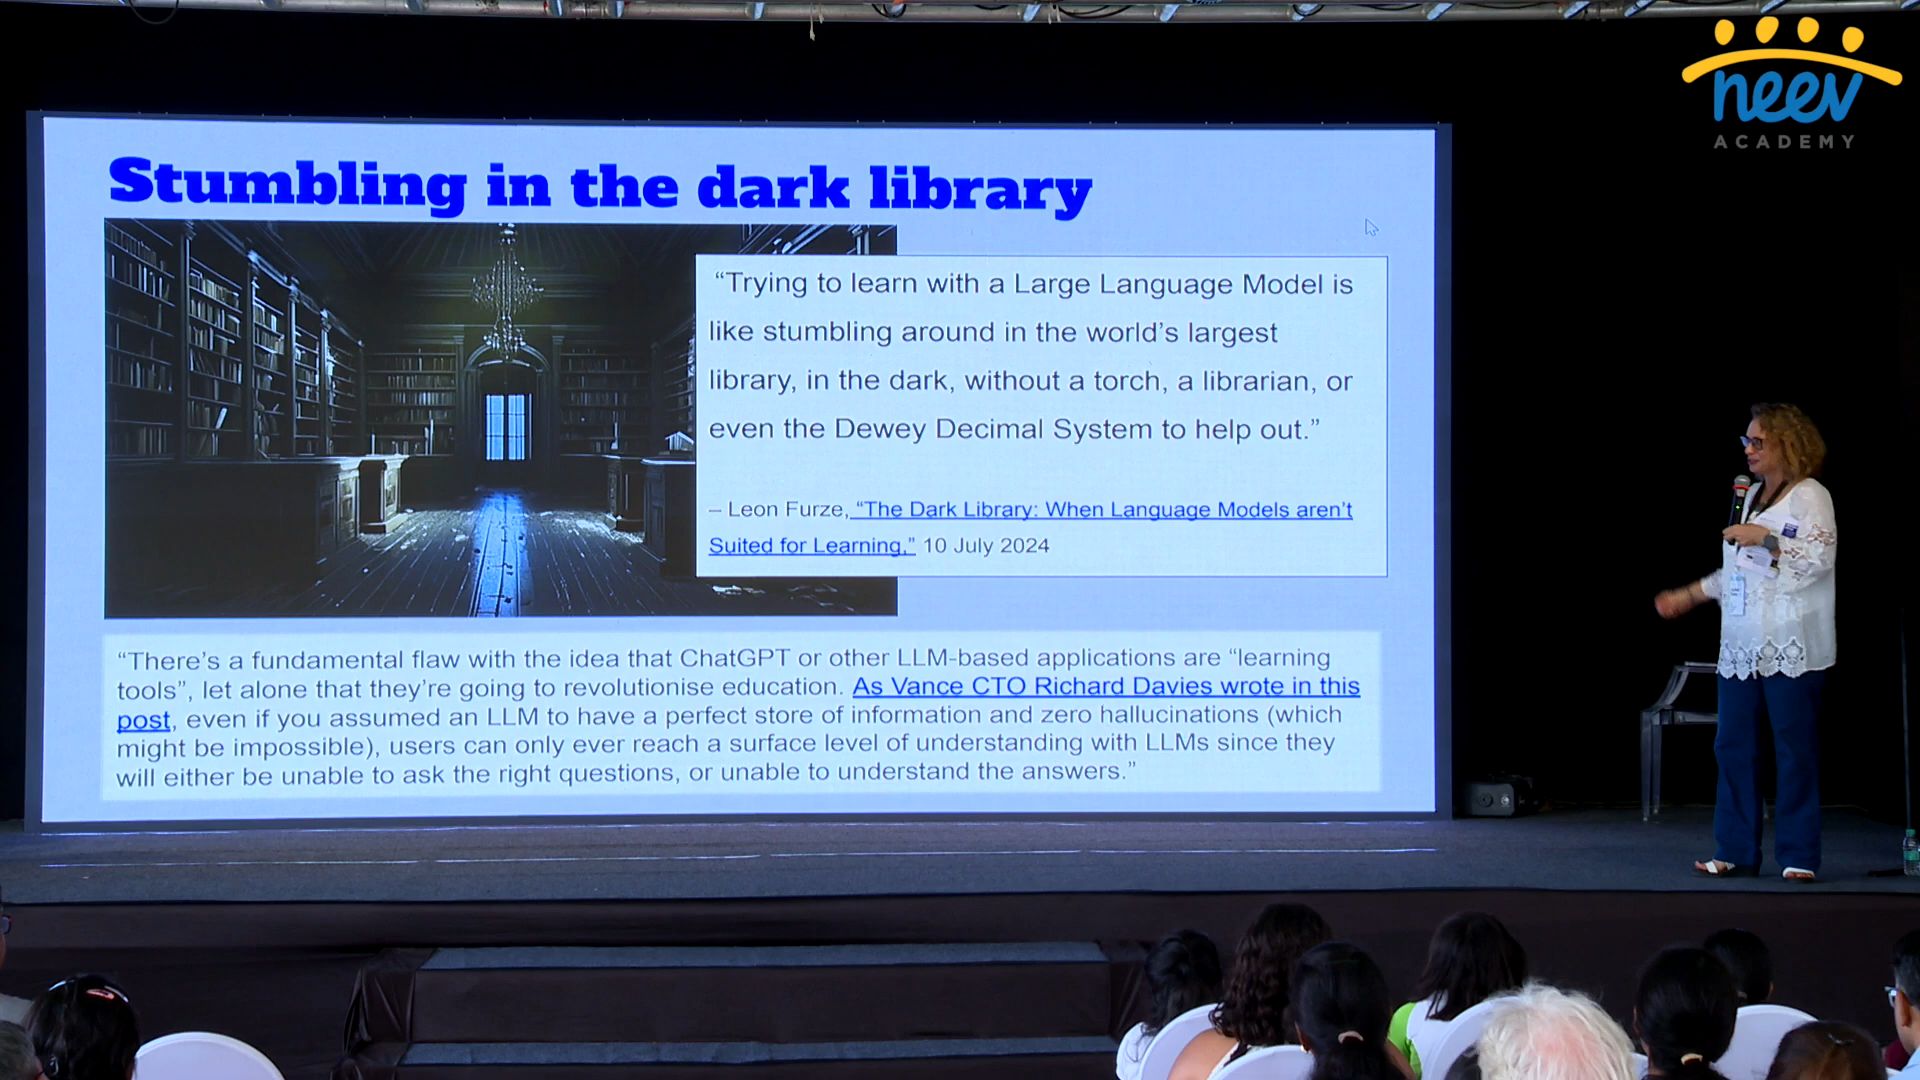 neev
ACADEMY
Stumbling in the dark library
“Trying to learn with a Large Language Model is
like stumbling around in the world’s largest
library, in the dark, without a torch, a librarian, or
even the Dewey Decimal System to help out.”
– Leon Furze, “The Dark Library: When Language Models aren’t
Suited for Learning,” 10 July 2024
“There’s a fundamental flaw with the idea that ChatGPT or other LLM-based applications are “learning
tools”, let alone that they’re going to revolutionise education. As Vance CTO Richard Davies wrote in this
post, even if you assumed an LLM to have a perfect store of information and zero hallucinations (which
might be impossible), users can only ever reach a surface level of understanding with LLMs since they
will either be unable to ask the right questions, or unable to understand the answers.”